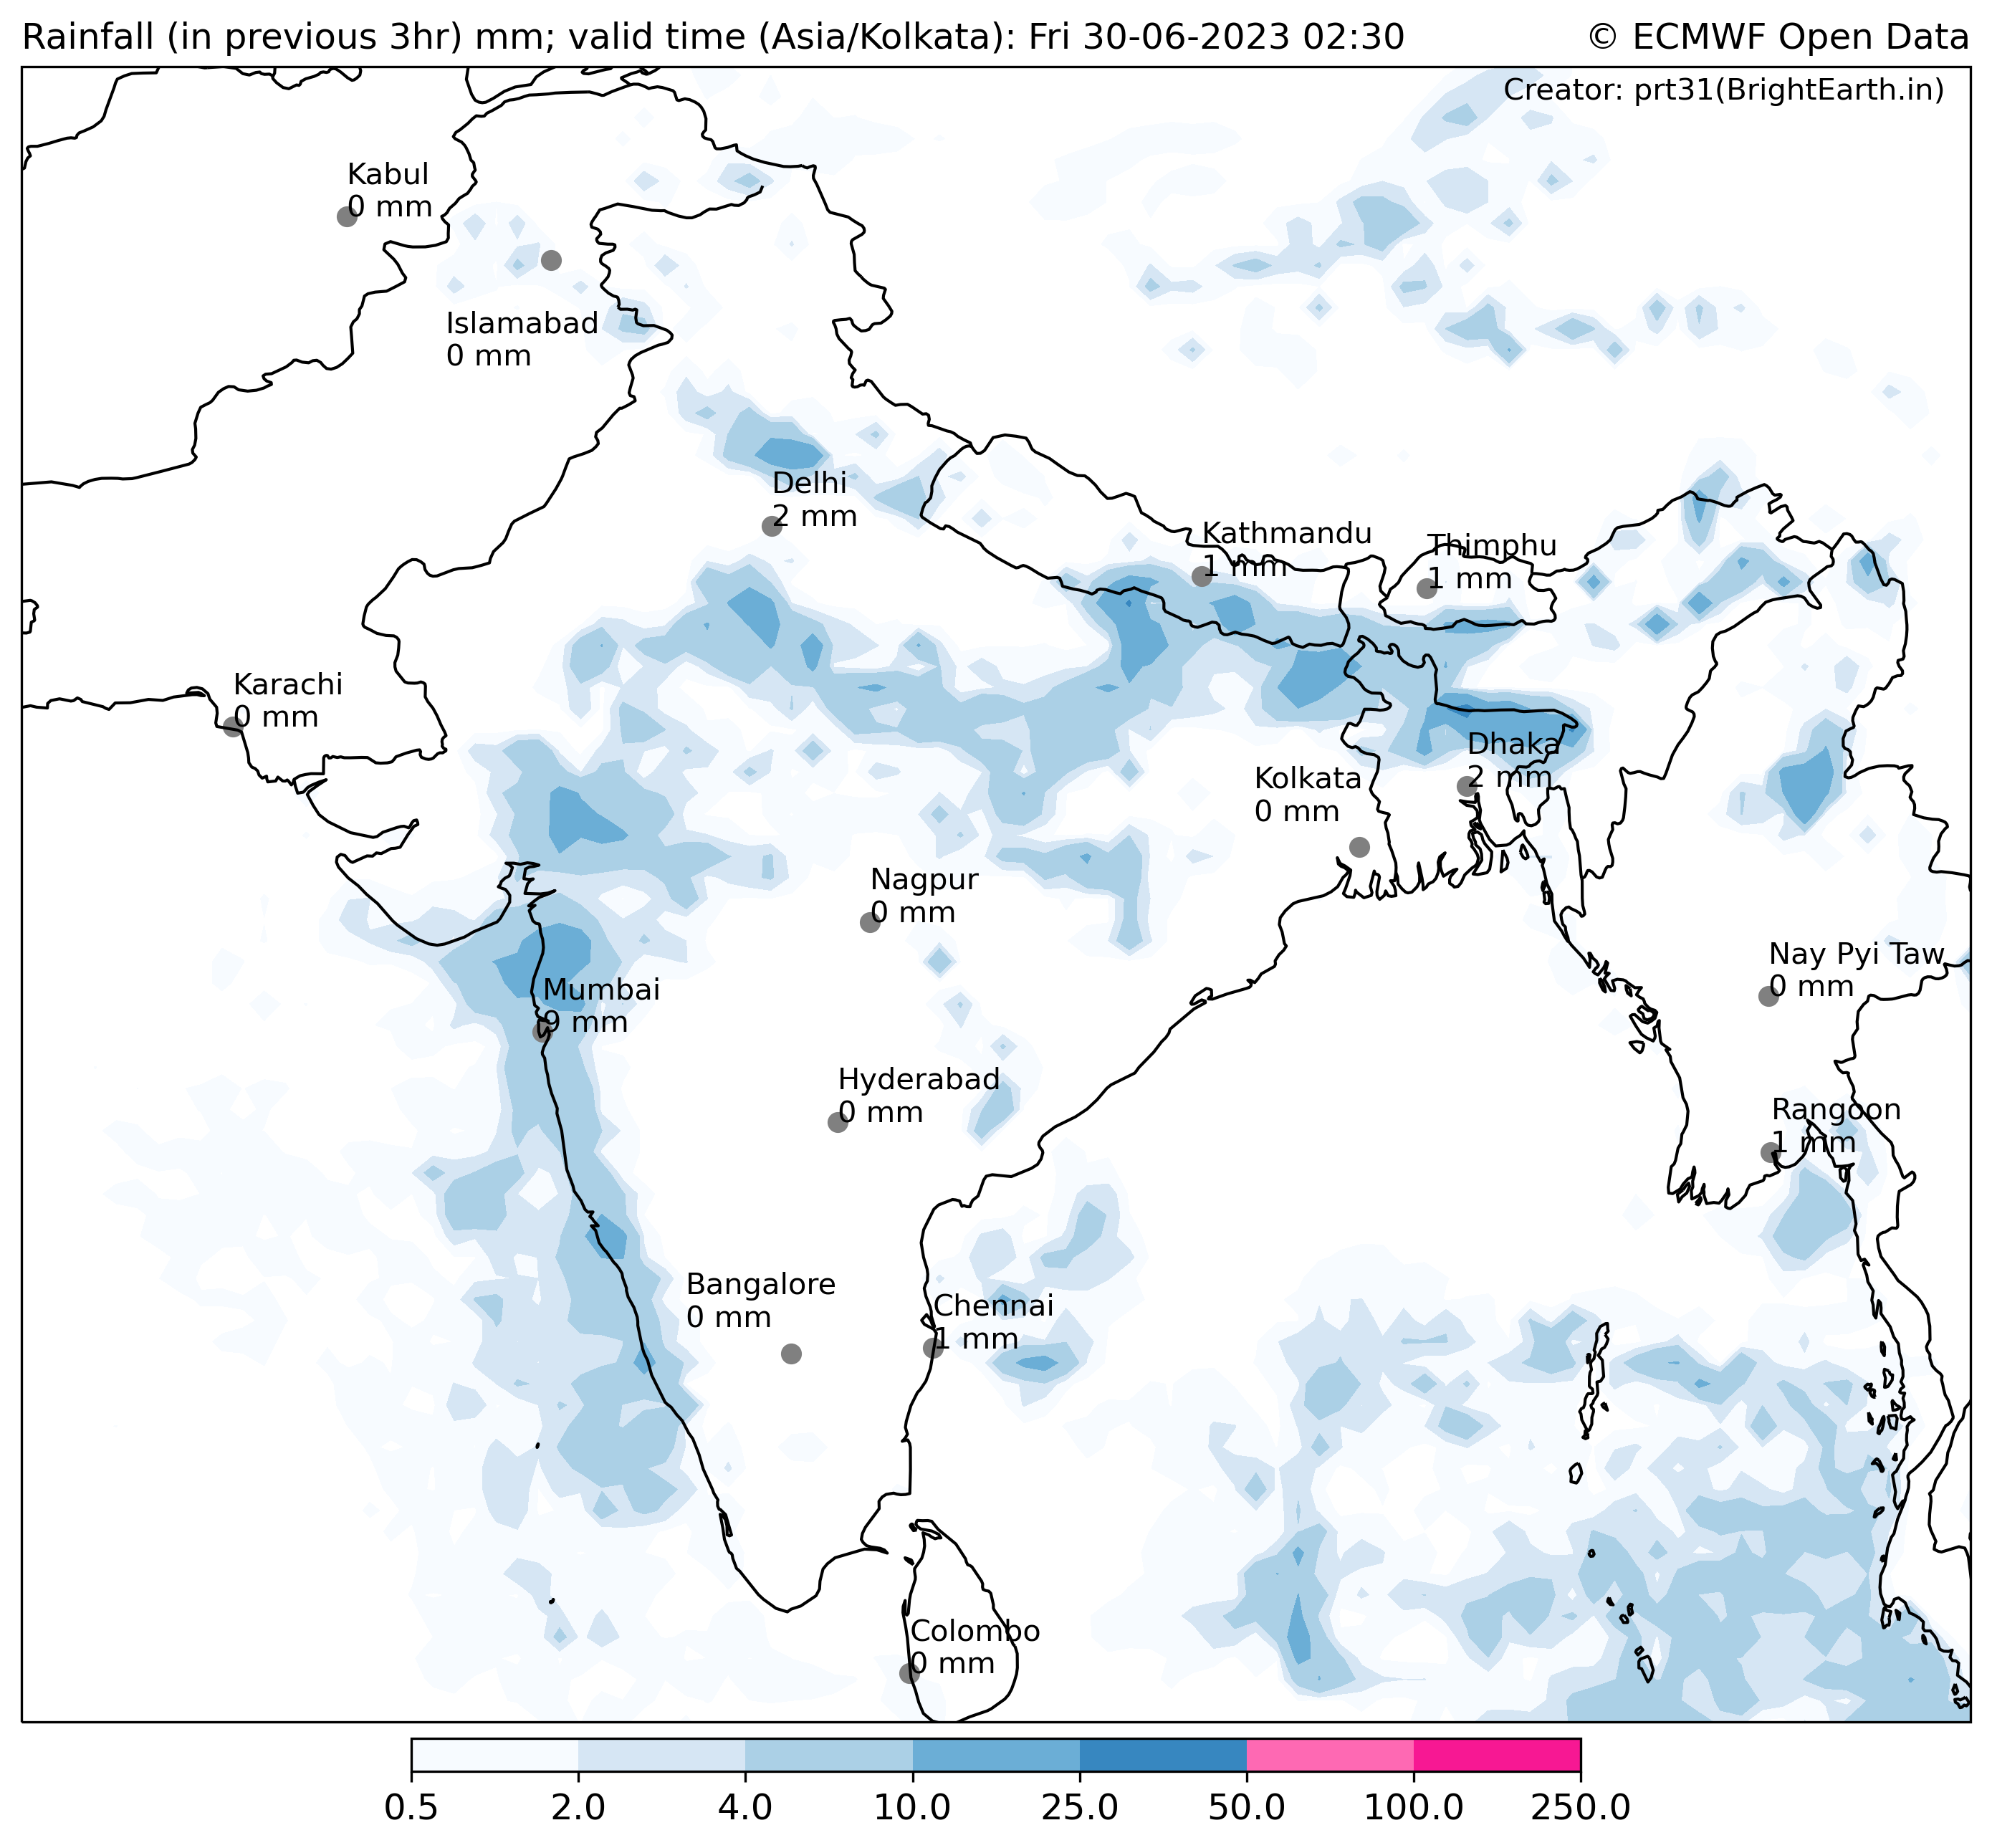 Rainfall (in previous 3hr) mm; valid time (Asia/Kolkata): Fri 30-06-2023 02:30
© ECMWF Open Data
Creator: prt31(BrightEarth.in)
Kabul
0 mm
Islamabad
0 mm
Delhi
2 mm
Kathmandu
1 mm
Thimphu
1 mm
Karachi
0 mm
Dhaka
2 mm
Kolkata
0 mm
Nagpur
0 mm
Nay Pyi Taw
0 mm
Mumbai
9 mm
Hyderabad
0 mm
Rangoon
1 mm
Bangalore
0 mm
Chennai
1 mm
Colombo
0 mm
0.5 2.0 4.0 10.0 25.0 50.0 100.0 250.0